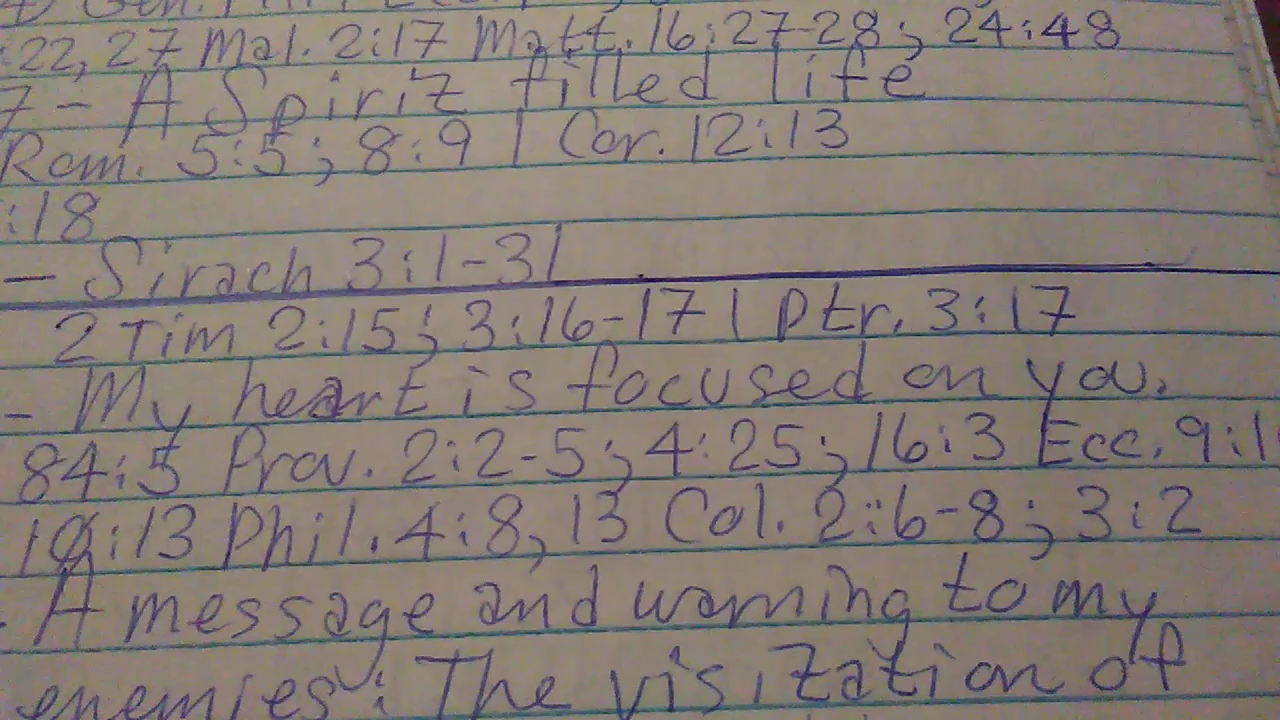 :22, 27 Mal. 2:17 Matt. 16:27-28; 24:48
7 - A Spirit filled life
Rom. 5:5; 8:9 1 Cor. 12:13
:18
- Sirach 3:1-31
2 Tim 2:15; 3:16-17 1 Ptr. 3:17
- My heart is focused on you.
84:5 Prov. 2:2-5; 4:25; 16:3 Ecc. 9:1
10:13 Phil. 4:8, 13 Col. 2:6-8; 3:2
A message and warning to my
enemies: The visitation of